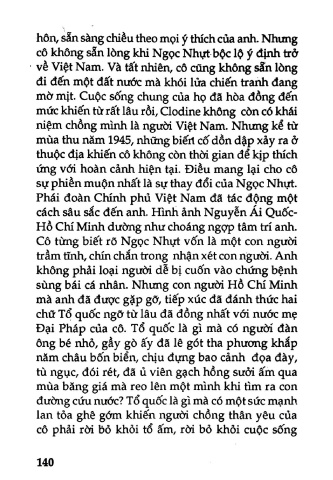 hôn, sẵn sàng chiều theo mọi ý thích của anh. Nhưng
cô không sẵn lòng khi Ngọc Nhựt bộc lộ ý định trở
về Việt Nam. Và tất nhiên, cô cũng không sẵn lòng
đi đến một đất nước mà khói lửa chiến tranh đang
mờ mịt. Cuộc sống chung của họ đã hòa đồng đến
mức khiến từ rất lâu rồi, Clodine không còn có khái
niệm chồng mình là người Việt Nam. Nhưng kể từ
mùa thu năm 1945, những biến cố dồn dập xảy ra ở
thuộc địa khiến cô không còn thời gian để kịp thích
ứng với hoàn cảnh hiện tại. Điều mang lại cho cô
sự phiền muộn nhất là sự thay đổi của Ngọc Nhựt.
Phái đoàn Chính phủ Việt Nam đã tác động một
cách sâu sắc đến anh. Hình ảnh Nguyễn Ái Quốc-
Hồ Chí Minh dường như choáng ngợp tâm trí anh.
Cô từng biết rõ Ngọc Nhựt vốn là một con người
trầm tĩnh, chín chắn trong nhận xét con người. Anh
không phải loại người dễ bị cuốn vào chứng bệnh
sùng bái cá nhân. Nhưng con người Hồ Chí Minh
mà anh đã được gặp gỡ, tiếp xúc đã đánh thức hai
chữ Tổ quốc ngỡ từ lâu đã đồng nhất với nước mẹ
Đại Pháp của cô. Tổ quốc là gì mà có người đàn
ông bé nhỏ, gầy gò ấy đã lê gót tha phương khắp
năm châu bốn biển, chịu đựng bao cảnh đọa đày,
tù ngục, đói rét, đã ủ viên gạch hồng sưởi ấm qua
mùa băng giá mà reo lên một mình khi tìm ra con
đường cứu nước? Tổ quốc là gì mà có một sức mạnh
lan tỏa ghê gớm khiến người chồng thân yêu của
cô phải rời bỏ khỏi tổ ấm, rời bỏ khỏi cuộc sống
140